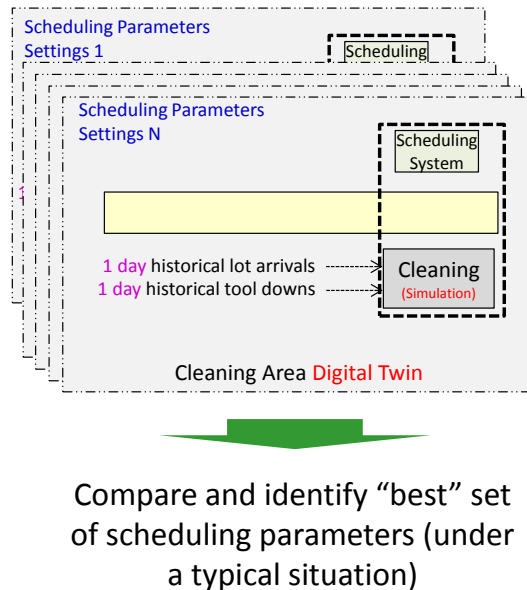 Scheduling Parameters
Settings 1
Scheduling
Scheduling Parameters
Settings N
Scheduling
System
1
1 day historical lot arrivals
1 day historical tool downs
Cleaning
(Simulation)
Cleaning Area Digital Twin
Compare and identify “best” set
of scheduling parameters (under
a typical situation)